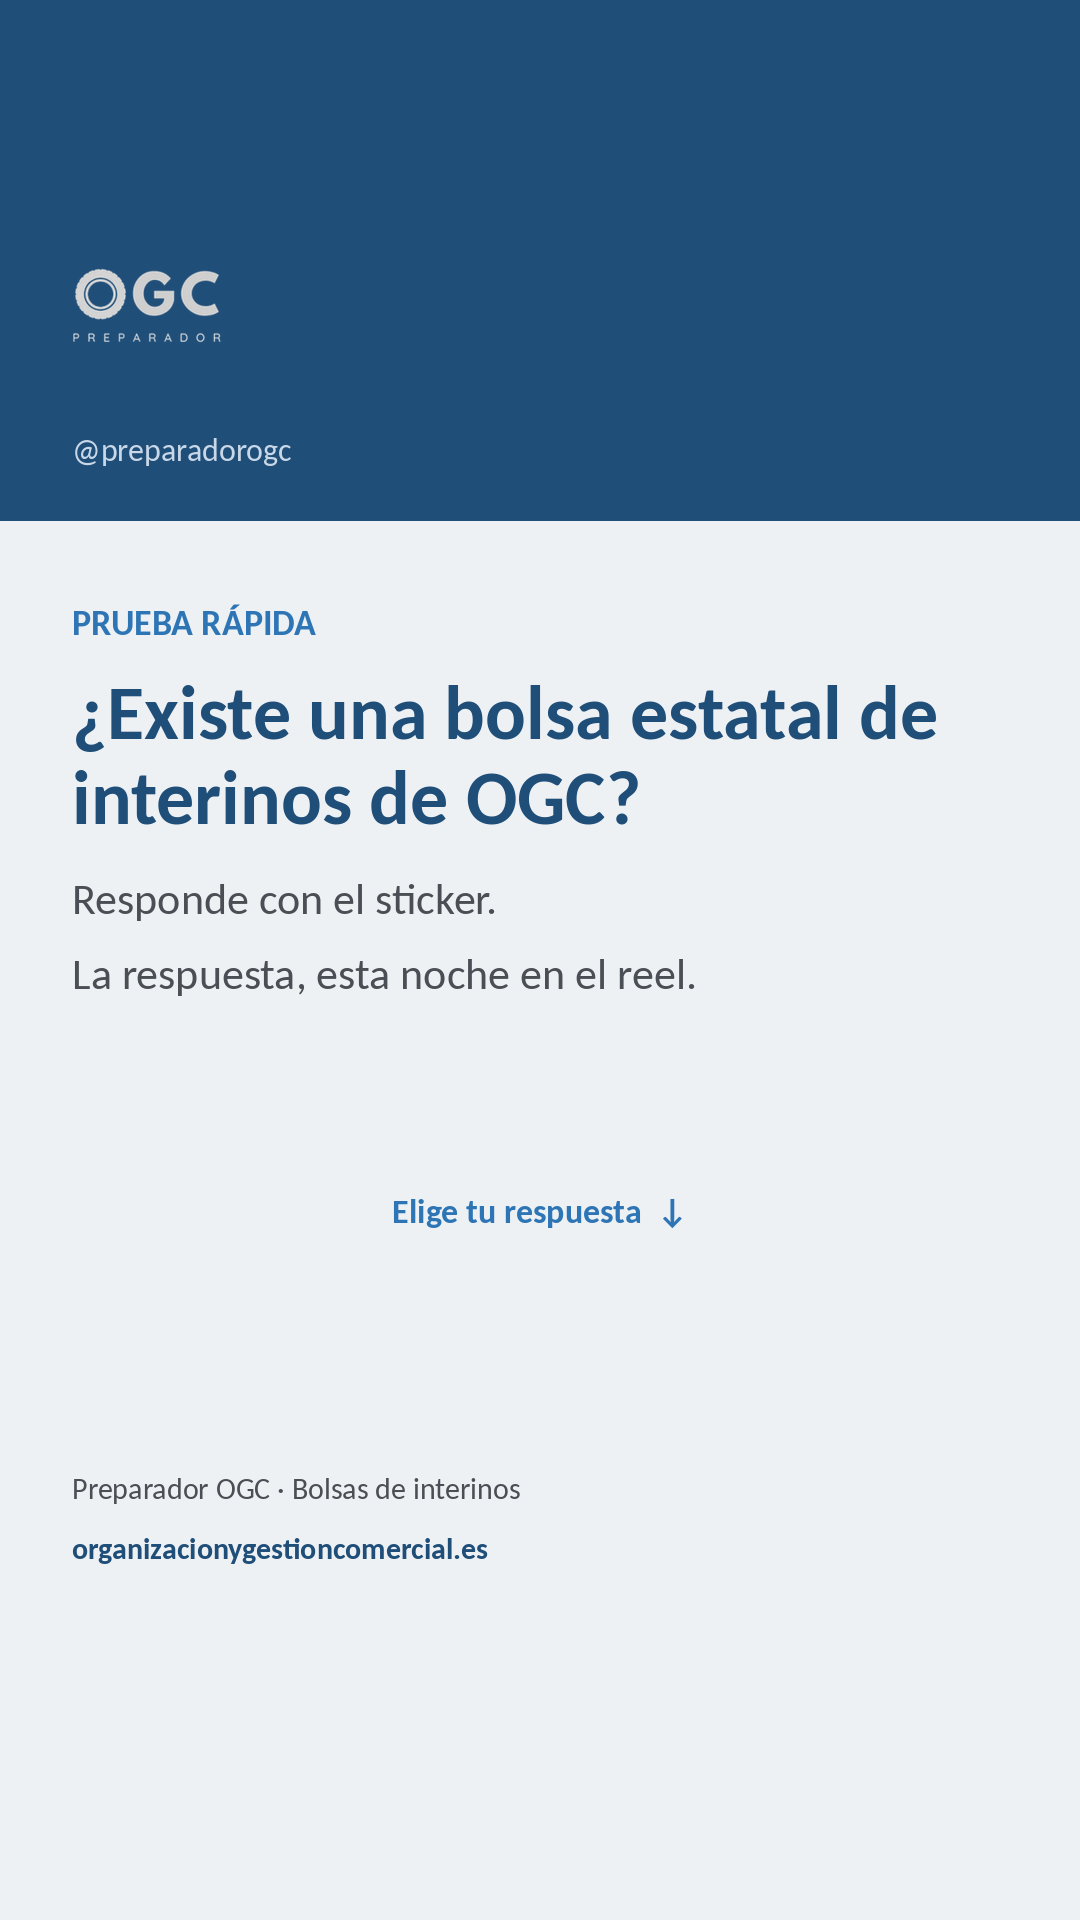 OGC
PREPARADOR
@preparadorogc
PRUEBA RÁPIDA
¿Existe una bolsa estatal de
interinos de OGC?
Responde con el sticker.
La respuesta, esta noche en el reel.
Elige tu respuesta ↓
Preparador OGC · Bolsas de interinos
organizacionygestioncomercial.es